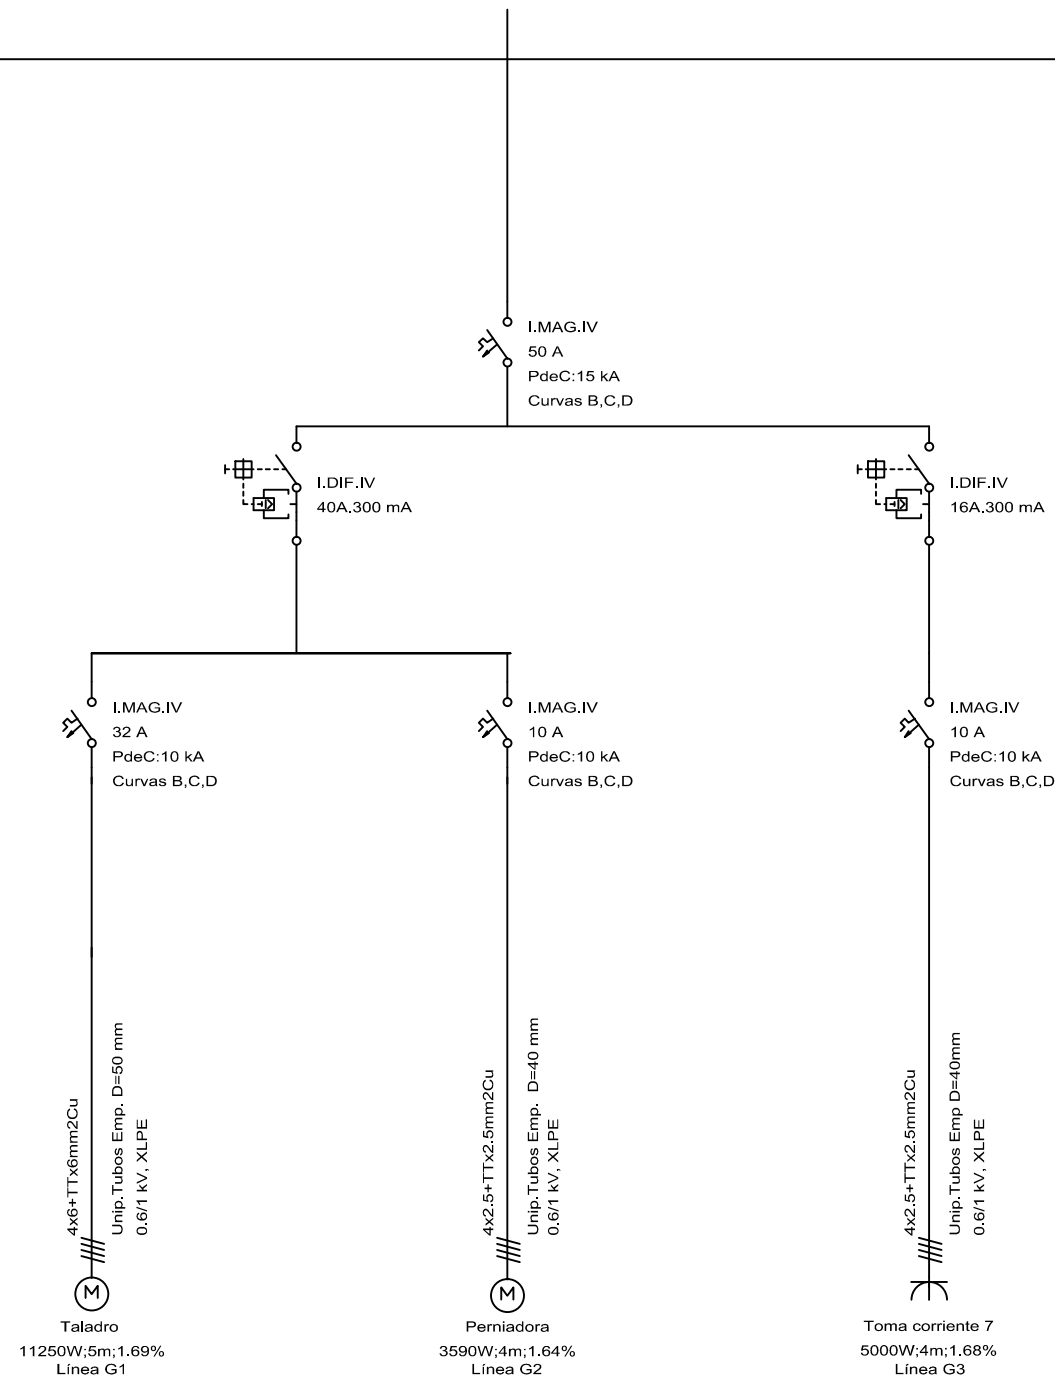 I.MAG.IV
50 A
PdeC:15 kA
Curvas B,C,D
I.DIF.IV
40A.300 mA
I.DIF.IV
16A.300 mA
I.MAG.IV
32 A
PdeC:10 kA
Curvas B,C,D
I.MAG.IV
10 A
PdeC:10 kA
Curvas B,C,D
I.MAG.IV
10 A
PdeC:10 kA
Curvas B,C,D
4x6+TTx6mm2Cu
Unip.Tubos Emp. D=50 mm
0.6/1 kV, XLPE
4x2.5+TTx2.5mm2Cu
Unip.Tubos Emp. D=40 mm
0.6/1 kV, XLPE
4x2.5+TTx2.5mm2Cu
Unip.Tubos Emp D=40mm
0.6/1 kV, XLPE
M
M
Taladro
11250W;5m;1.69%
Línea G1
Perniadora
3590W;4m;1.64%
Línea G2
Toma corriente 7
5000W;4m;1.68%
Línea G3